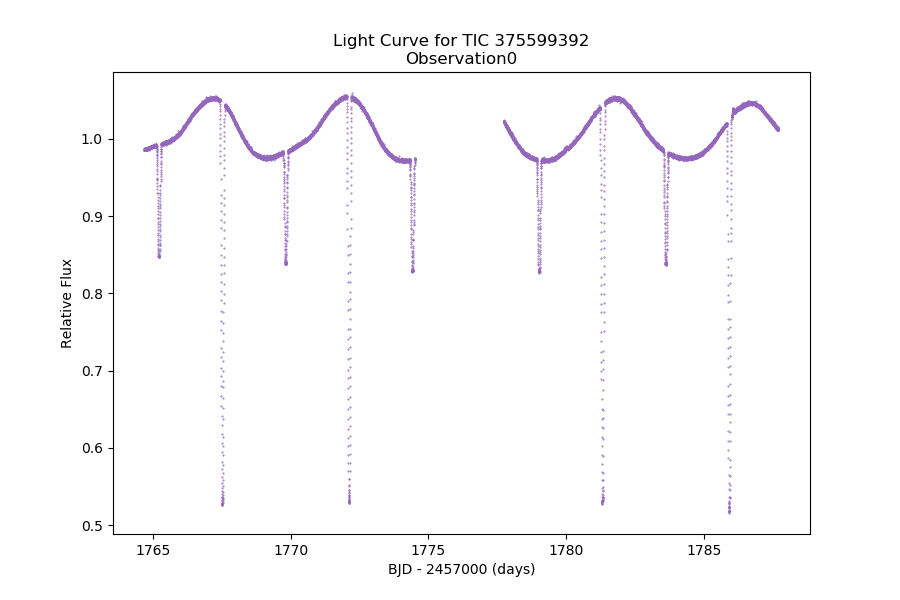 Light Curve for TIC 375599392
Observation0
1.0
0.9
0.8
0.7
0.6
0.5
Relative Flux
1765
1770
1775
1780
1785
BJD - 2457000 (days)